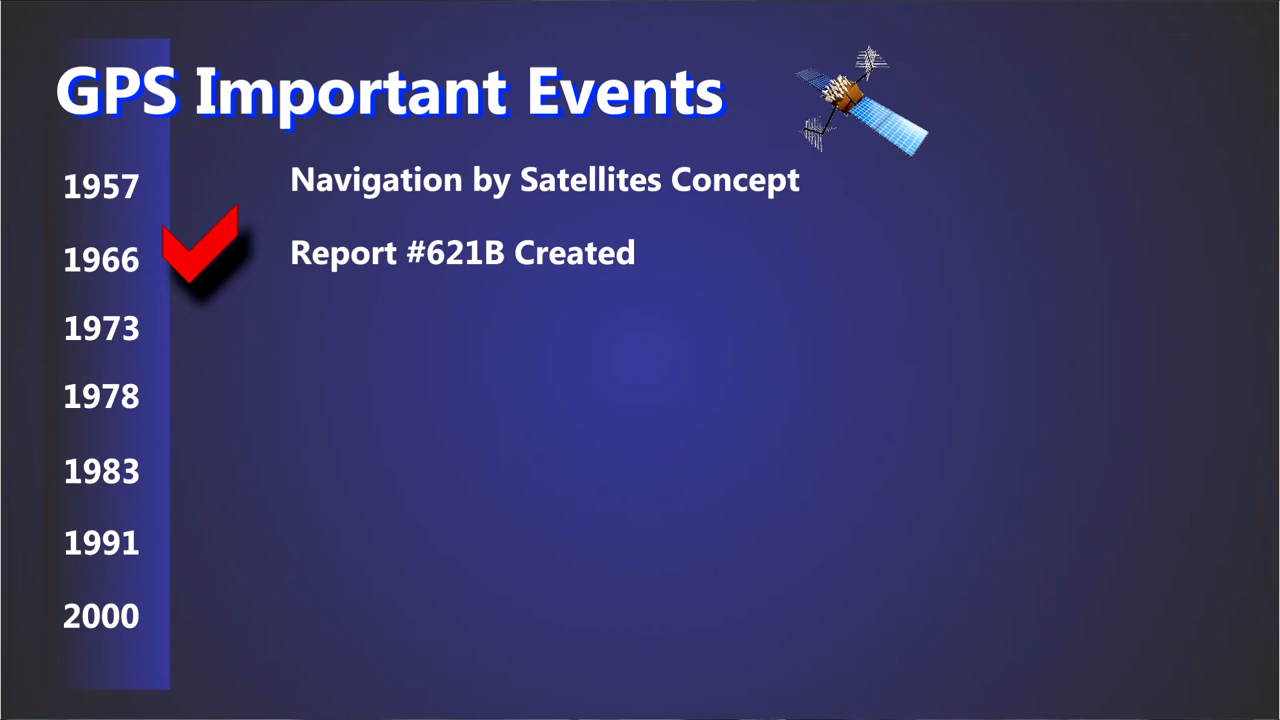 GPS Important Events
1957 Navigation by Satellites Concept
1966 Report #621B Created
1973
1978
1983
1991
2000